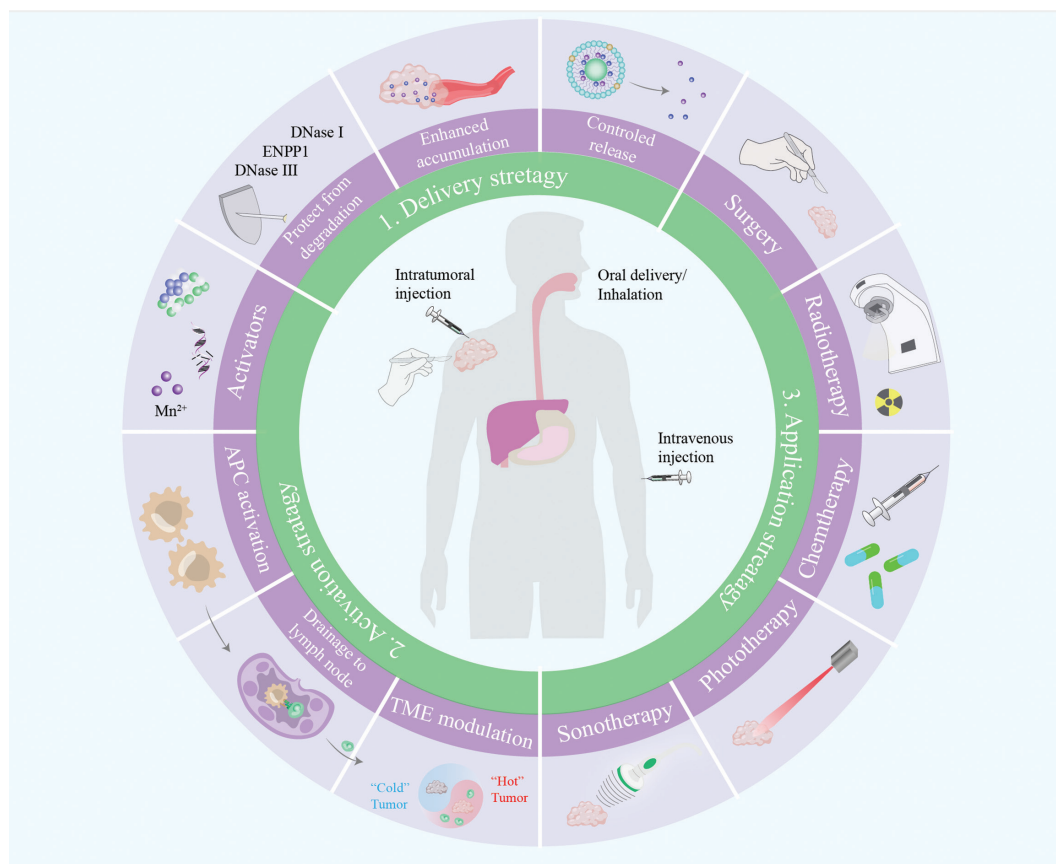 DNase I
ENPP1
DNase III
Protect from
degradation
Enhanced
accumulation
Controled
release
Surgery
Radiotherapy
Chemtherapy
Phototherapy
Sonotherapy
TME modulation
Drainage to
lymph node
APC activation
Activators
Mn²⁺
"Cold"
Tumor
"Hot"
Tumor
1. Delivery stretagy
2. Activation stratagy
3. Application streatagy
Intratumoral
injection
Oral delivery/
Inhalation
Intravenous
injection